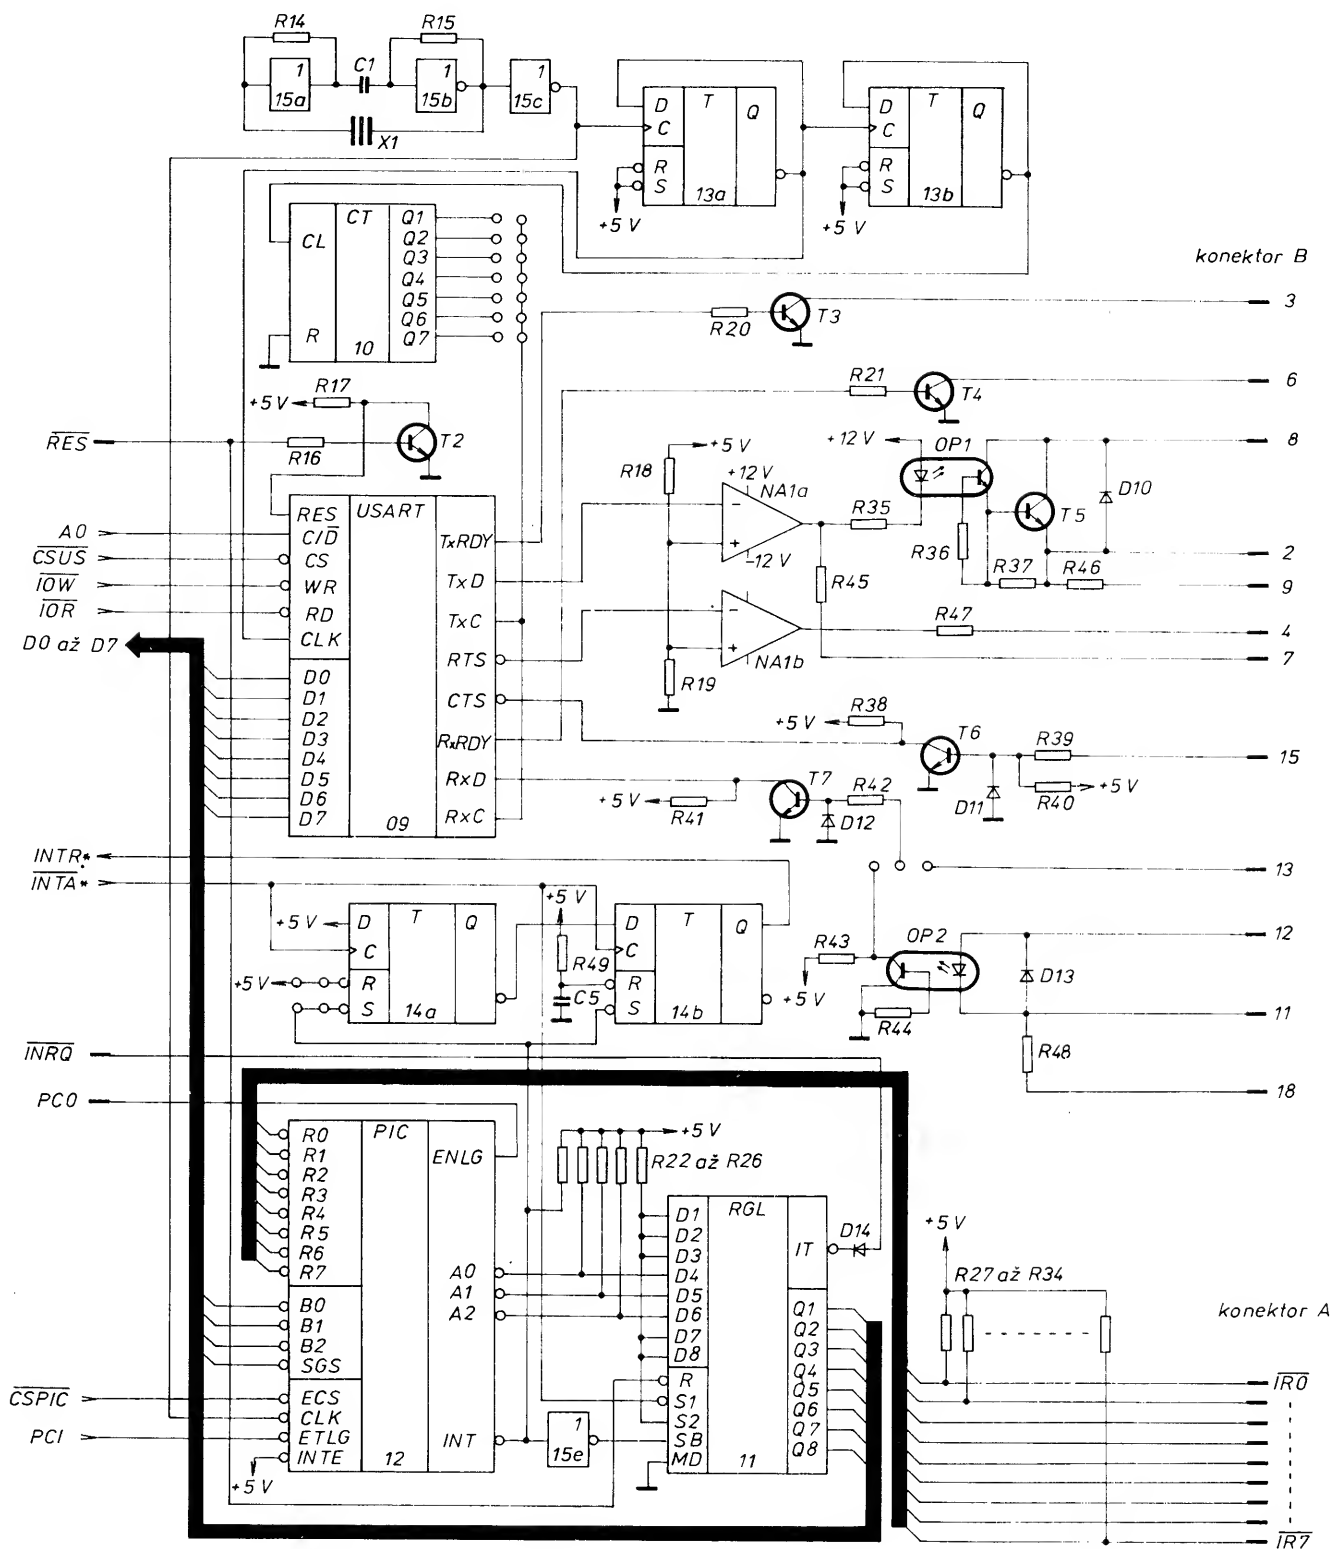 R14
R15
1
15a
C1
1
15b
1
15c
X1
D
T
Q
C
R
S
13a
+5 V
D
T
Q
C
R
S
13b
+5 V
CT
CL
R
10
Q1
Q2
Q3
Q4
Q5
Q6
Q7
konektor B
3
R20
T3
R17
+5 V
R21
T4
6
RES
R16
T2
+5 V
R18
+12 V
NA1a
-12 V
+12 V
OP1
8
D10
T5
R35
R36
R37
R46
2
9
R45
R47
4
NA1b
7
R19
A0
CSUS
IOW
IOR
D0 až D7
RES
USART
C/D
CS
WR
RD
CLK
D0
D1
D2
D3
D4
D5
D6
D7
09
TxRDY
TxD
TxC
RTS
CTS
RxRDY
RxD
RxC
R38
+5 V
T6
R39
15
R40
+5 V
D11
T7
R42
+5 V
R41
D12
13
INTR*
INTA*
+5 V
D
T
Q
C
+5 V
R
S
14a
+5 V
R49
C5
D
T
Q
C
R
S
14b
R43
+5 V
OP2
12
D13
R44
11
R48
18
INRQ
PC0
R0
R1
R2
R3
R4
R5
R6
R7
PIC
ENLG
A0
A1
A2
B0
B1
B2
SGS
CSPIC
ECS
CLK
PCI
ETLG
INTE
+5 V
12
INT
+5 V
R22 až R26
1
15e
D1
D2
D3
D4
D5
D6
D7
D8
R
S1
S2
SB
MD
RGL
11
IT
D14
Q1
Q2
Q3
Q4
Q5
Q6
Q7
Q8
+5 V
R27 až R34
konektor A
IR0
IR7